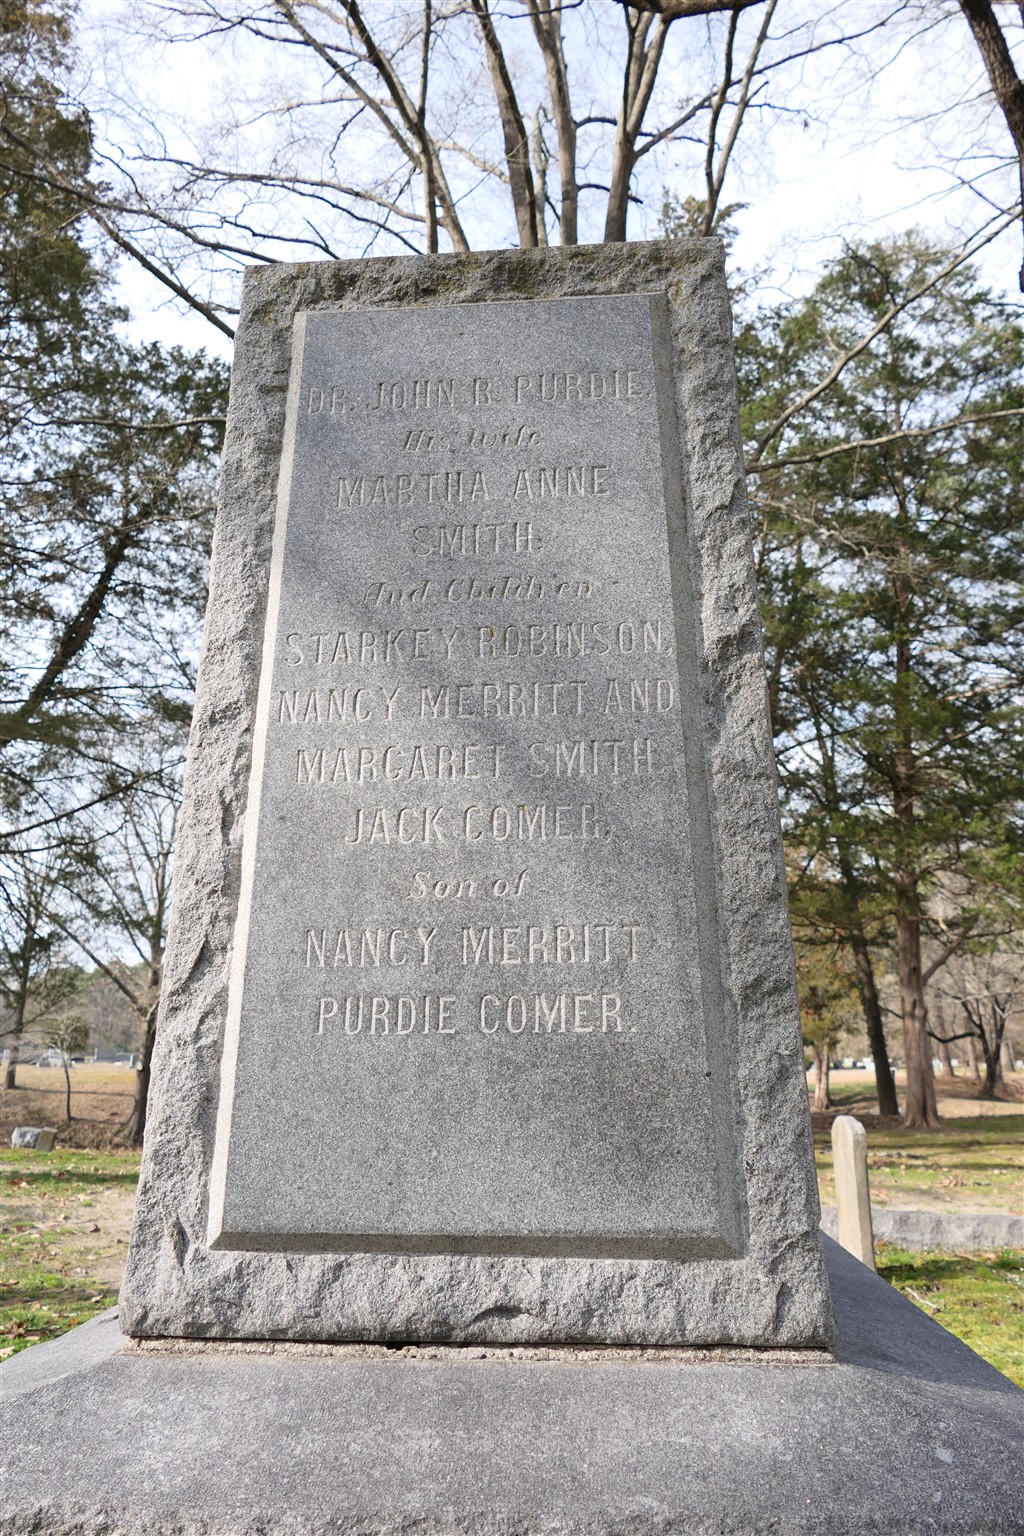 DR. JOHN R. PURDIE.
His Wife
MARTHA ANNE
SMITH.
And Children
STARKEY ROBINSON,
NANCY MERRITT AND
MARGARET SMITH.
JACK COMER,
Son of
NANCY MERRITT
PURDIE COMER.